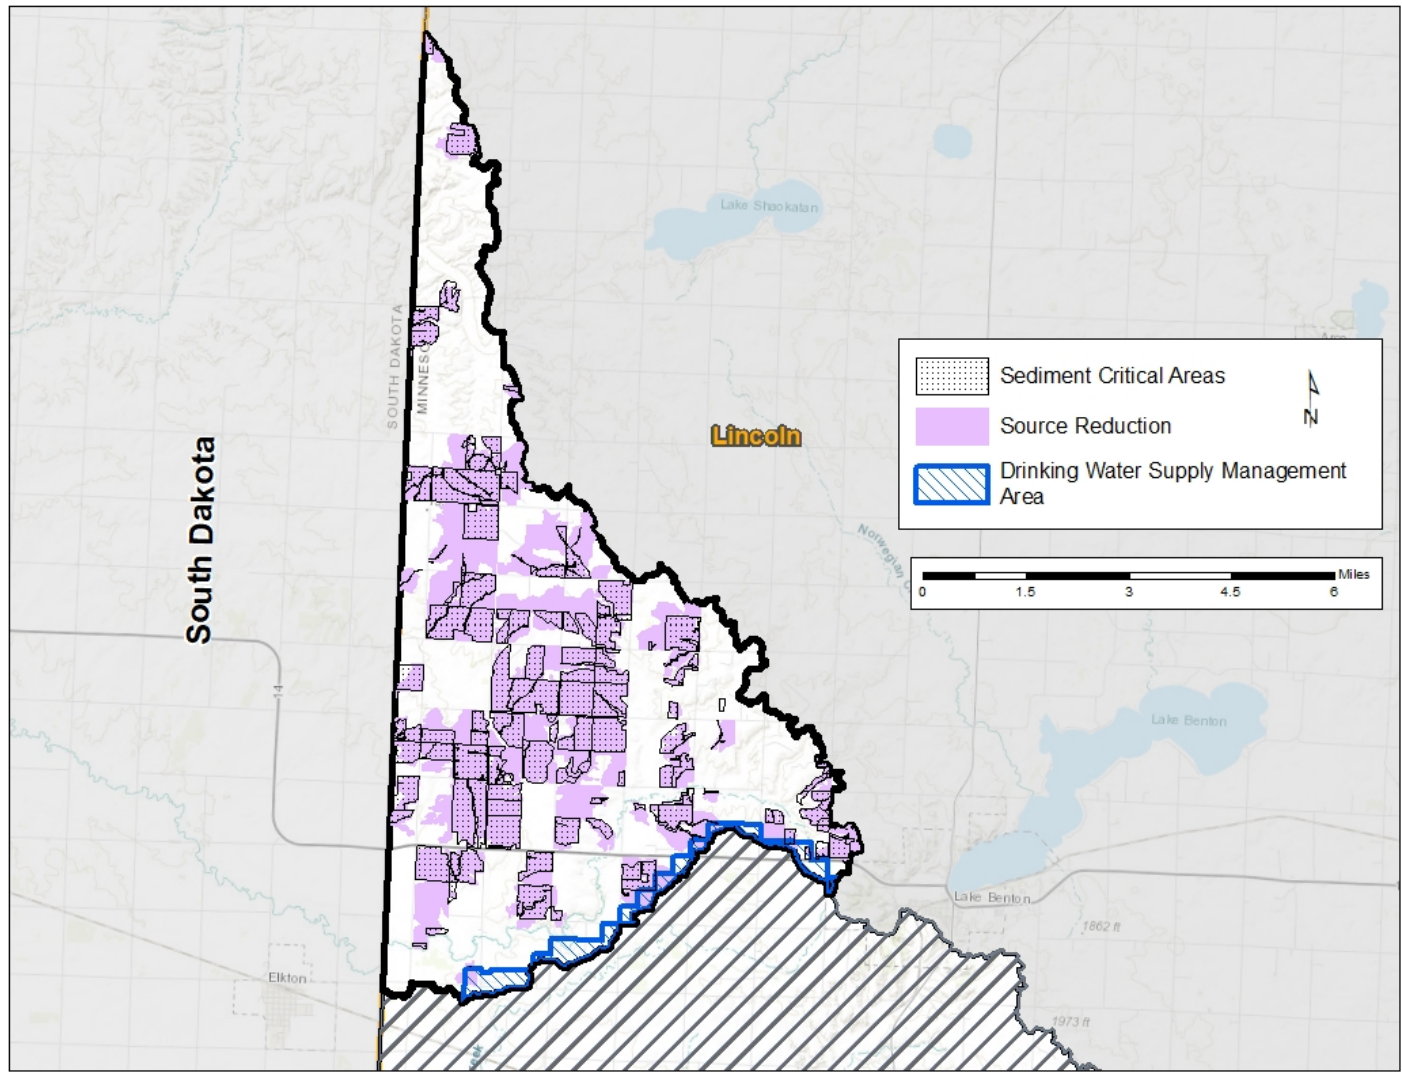 Lake Shaokatan
SOUTH DAKOTA
MINNESO
Sediment Critical Areas
Source Reduction
Drinking Water Supply Management
Area
N
Lincoln
South Dakota
Norwegian
Miles
0 1.5 3 4.5 6
14
Lake Benton
Lake Benton
1862 ft
Elkton
1973 ft